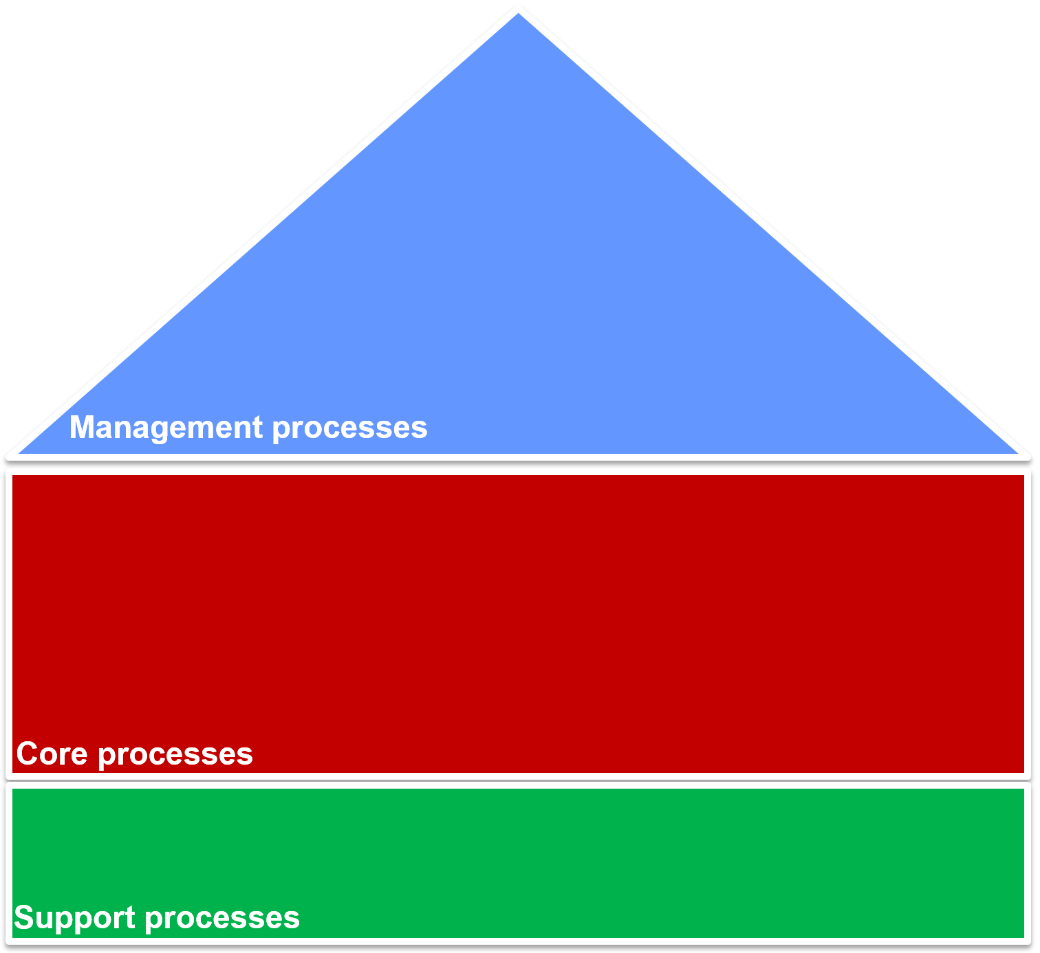 Management processes
Core processes
Support processes